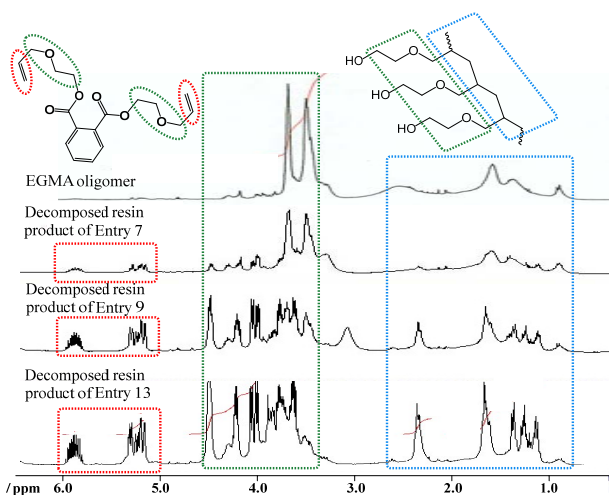 O
O
O
O
O
O
HO
O
HO
O
HO
O
EGMA oligomer
Decomposed resin
product of Entry 7
Decomposed resin
product of Entry 9
Decomposed resin
product of Entry 13
/ ppm 6.0 5.0 4.0 3.0 2.0 1.0